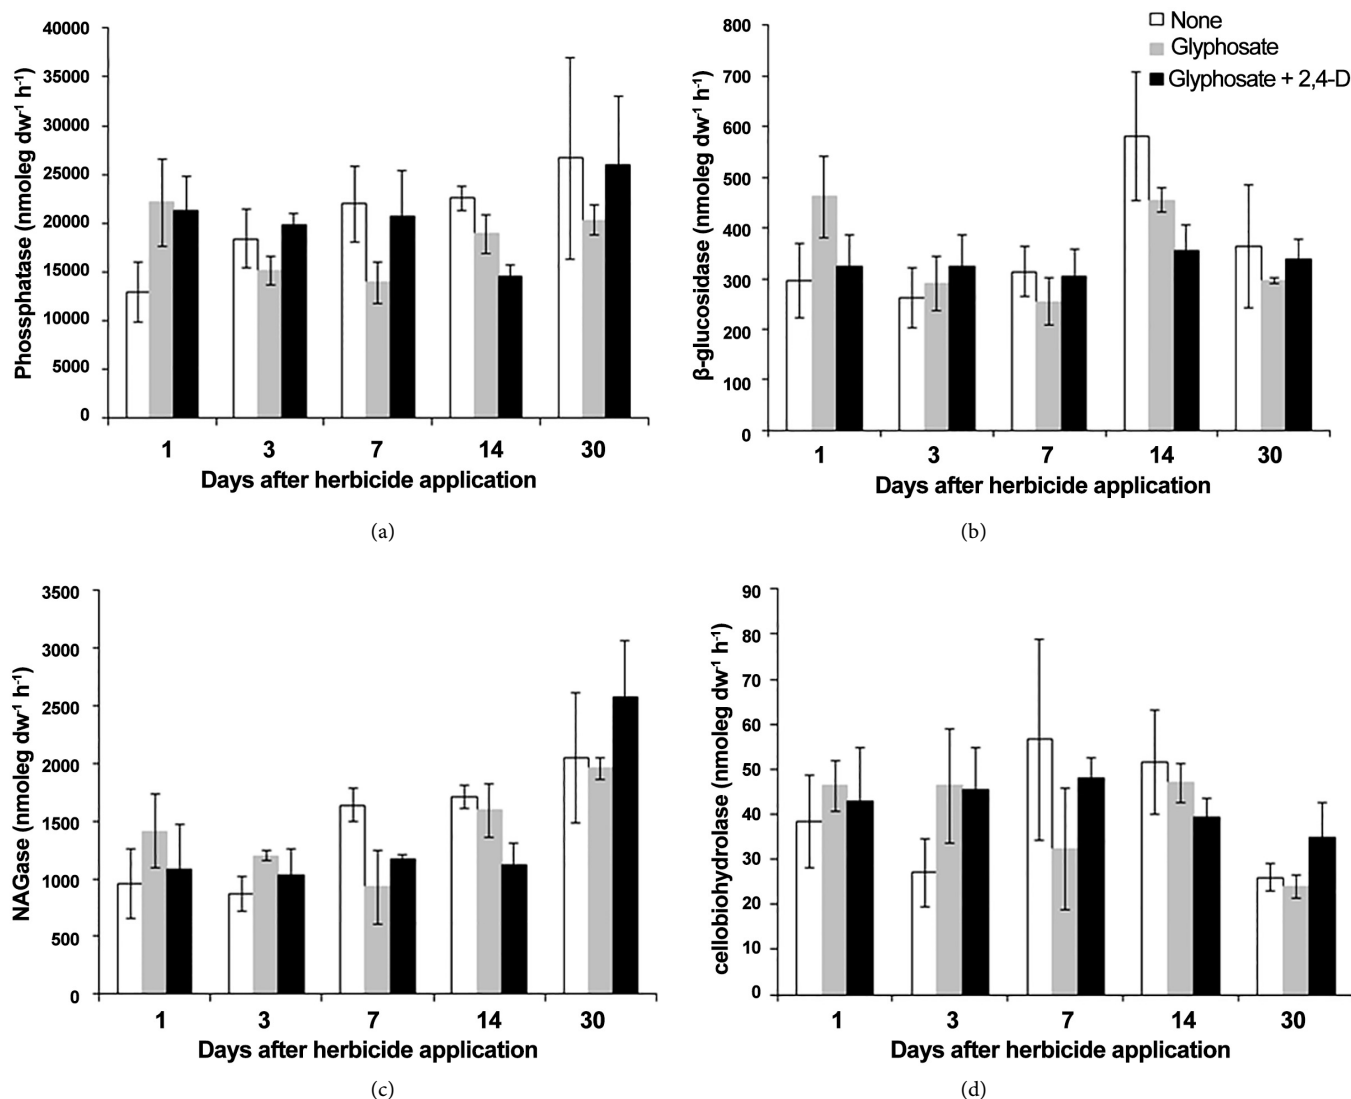 40000
35000
30000
25000
20000
15000
10000
5000
0
Phossphatase (nmoleg dw⁻¹ h⁻¹)
1 3 7 14 30
Days after herbicide application
(a)
None
Glyphosate
Glyphosate + 2,4-D
800
700
600
500
400
300
200
100
0
β-glucosidase (nmoleg dw⁻¹ h⁻¹)
1 3 7 14 30
Days after herbicide application
(b)
3500
3000
2500
2000
1500
1000
500
0
NAGase (nmoleg dw⁻¹ h⁻¹)
1 3 7 14 30
Days after herbicide application
(c)
90
80
70
60
50
40
30
20
10
0
cellobiohydrolase (nmoleg dw⁻¹ h⁻¹)
1 3 7 14 30
Days after herbicide application
(d)